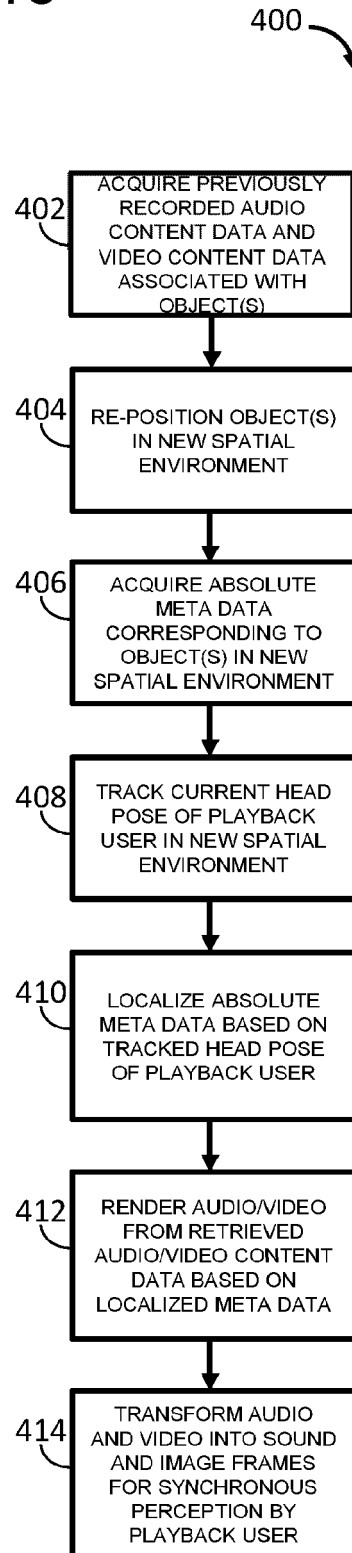 400
402
ACQUIRE PREVIOUSLY
RECORDED AUDIO
CONTENT DATA AND
VIDEO CONTENT DATA
ASSOCIATED WITH
OBJECT(S)
404
RE-POSITION OBJECT(S)
IN NEW SPATIAL
ENVIRONMENT
406
ACQUIRE ABSOLUTE
META DATA
CORRESPONDING TO
OBJECT(S) IN NEW
SPATIAL ENVIRONMENT
408
TRACK CURRENT HEAD
POSE OF PLAYBACK
USER IN NEW SPATIAL
ENVIRONMENT
410
LOCALIZE ABSOLUTE
META DATA BASED ON
TRACKED HEAD POSE
OF PLAYBACK USER
412
RENDER AUDIO/VIDEO
FROM RETRIEVED
AUDIO/VIDEO CONTENT
DATA BASED ON
LOCALIZED META DATA
414
TRANSFORM AUDIO
AND VIDEO INTO SOUND
AND IMAGE FRAMES
FOR SYNCHRONOUS
PERCEPTION BY
PLAYBACK USER